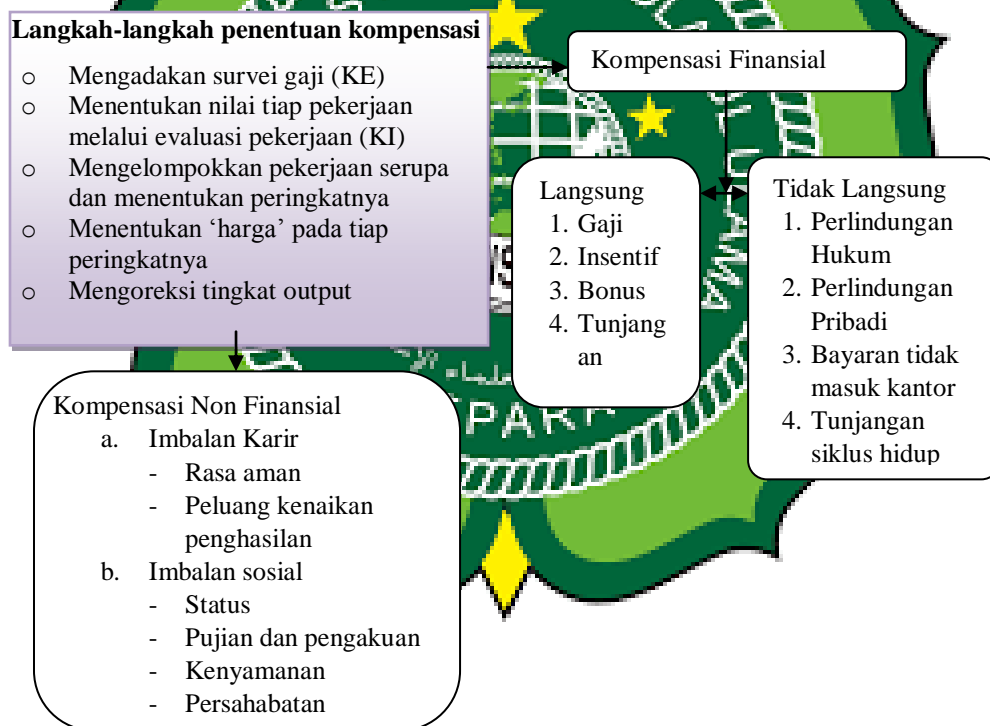 Langkah-langkah penentuan kompensasi
o Mengadakan survei gaji (KE)
o Menentukan nilai tiap pekerjaan
melalui evaluasi pekerjaan (KI)
o Mengelompokkan pekerjaan serupa
dan menentukan peringkatnya
o Menentukan ‘harga’ pada tiap
peringkatnya
o Mengoreksi tingkat output
Kompensasi Finansial
Langsung
1. Gaji
2. Insentif
3. Bonus
4. Tunjang
an
Tidak Langsung
1. Perlindungan
Hukum
2. Perlindungan
Pribadi
3. Bayaran tidak
masuk kantor
4. Tunjangan
siklus hidup
Kompensasi Non Finansial
a. Imbalan Karir
- Rasa aman
- Peluang kenaikan
penghasilan
b. Imbalan sosial
- Status
- Pujian dan pengakuan
- Kenyamanan
- Persahabatan